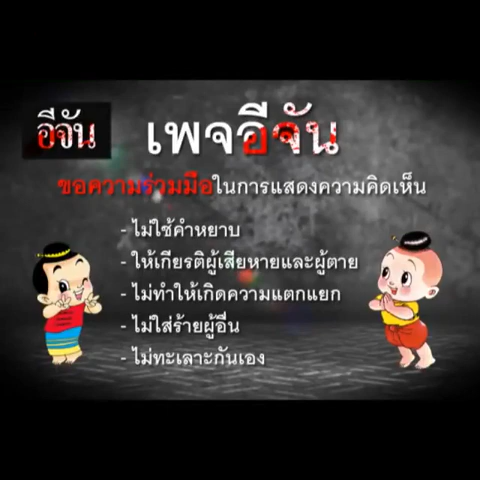 อีจัน
เพจอีจัน
ขอความร่วมมือในการแสดงความคิดเห็น
- ไม่ใช้คำหยาบ
- ให้เกียรติผู้เสียหายและผู้ตาย
- ไม่ทำให้เกิดความแตกแยก
- ไม่ใส่ร้ายผู้อื่น
- ไม่ทะเลาะกันเอง